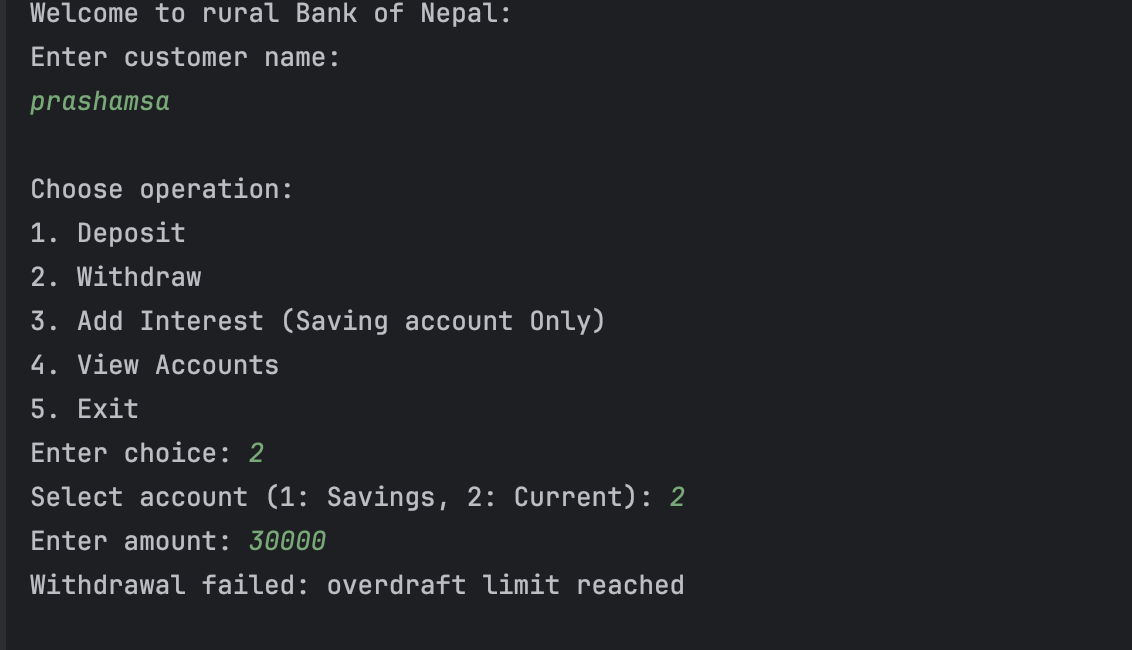 Welcome to rural Bank of Nepal:
Enter customer name:
prashamsa
Choose operation:
1. Deposit
2. Withdraw
3. Add Interest (Saving account Only)
4. View Accounts
5. Exit
Enter choice: 2
Select account (1: Savings, 2: Current): 2
Enter amount: 30000
Withdrawal failed: overdraft limit reached